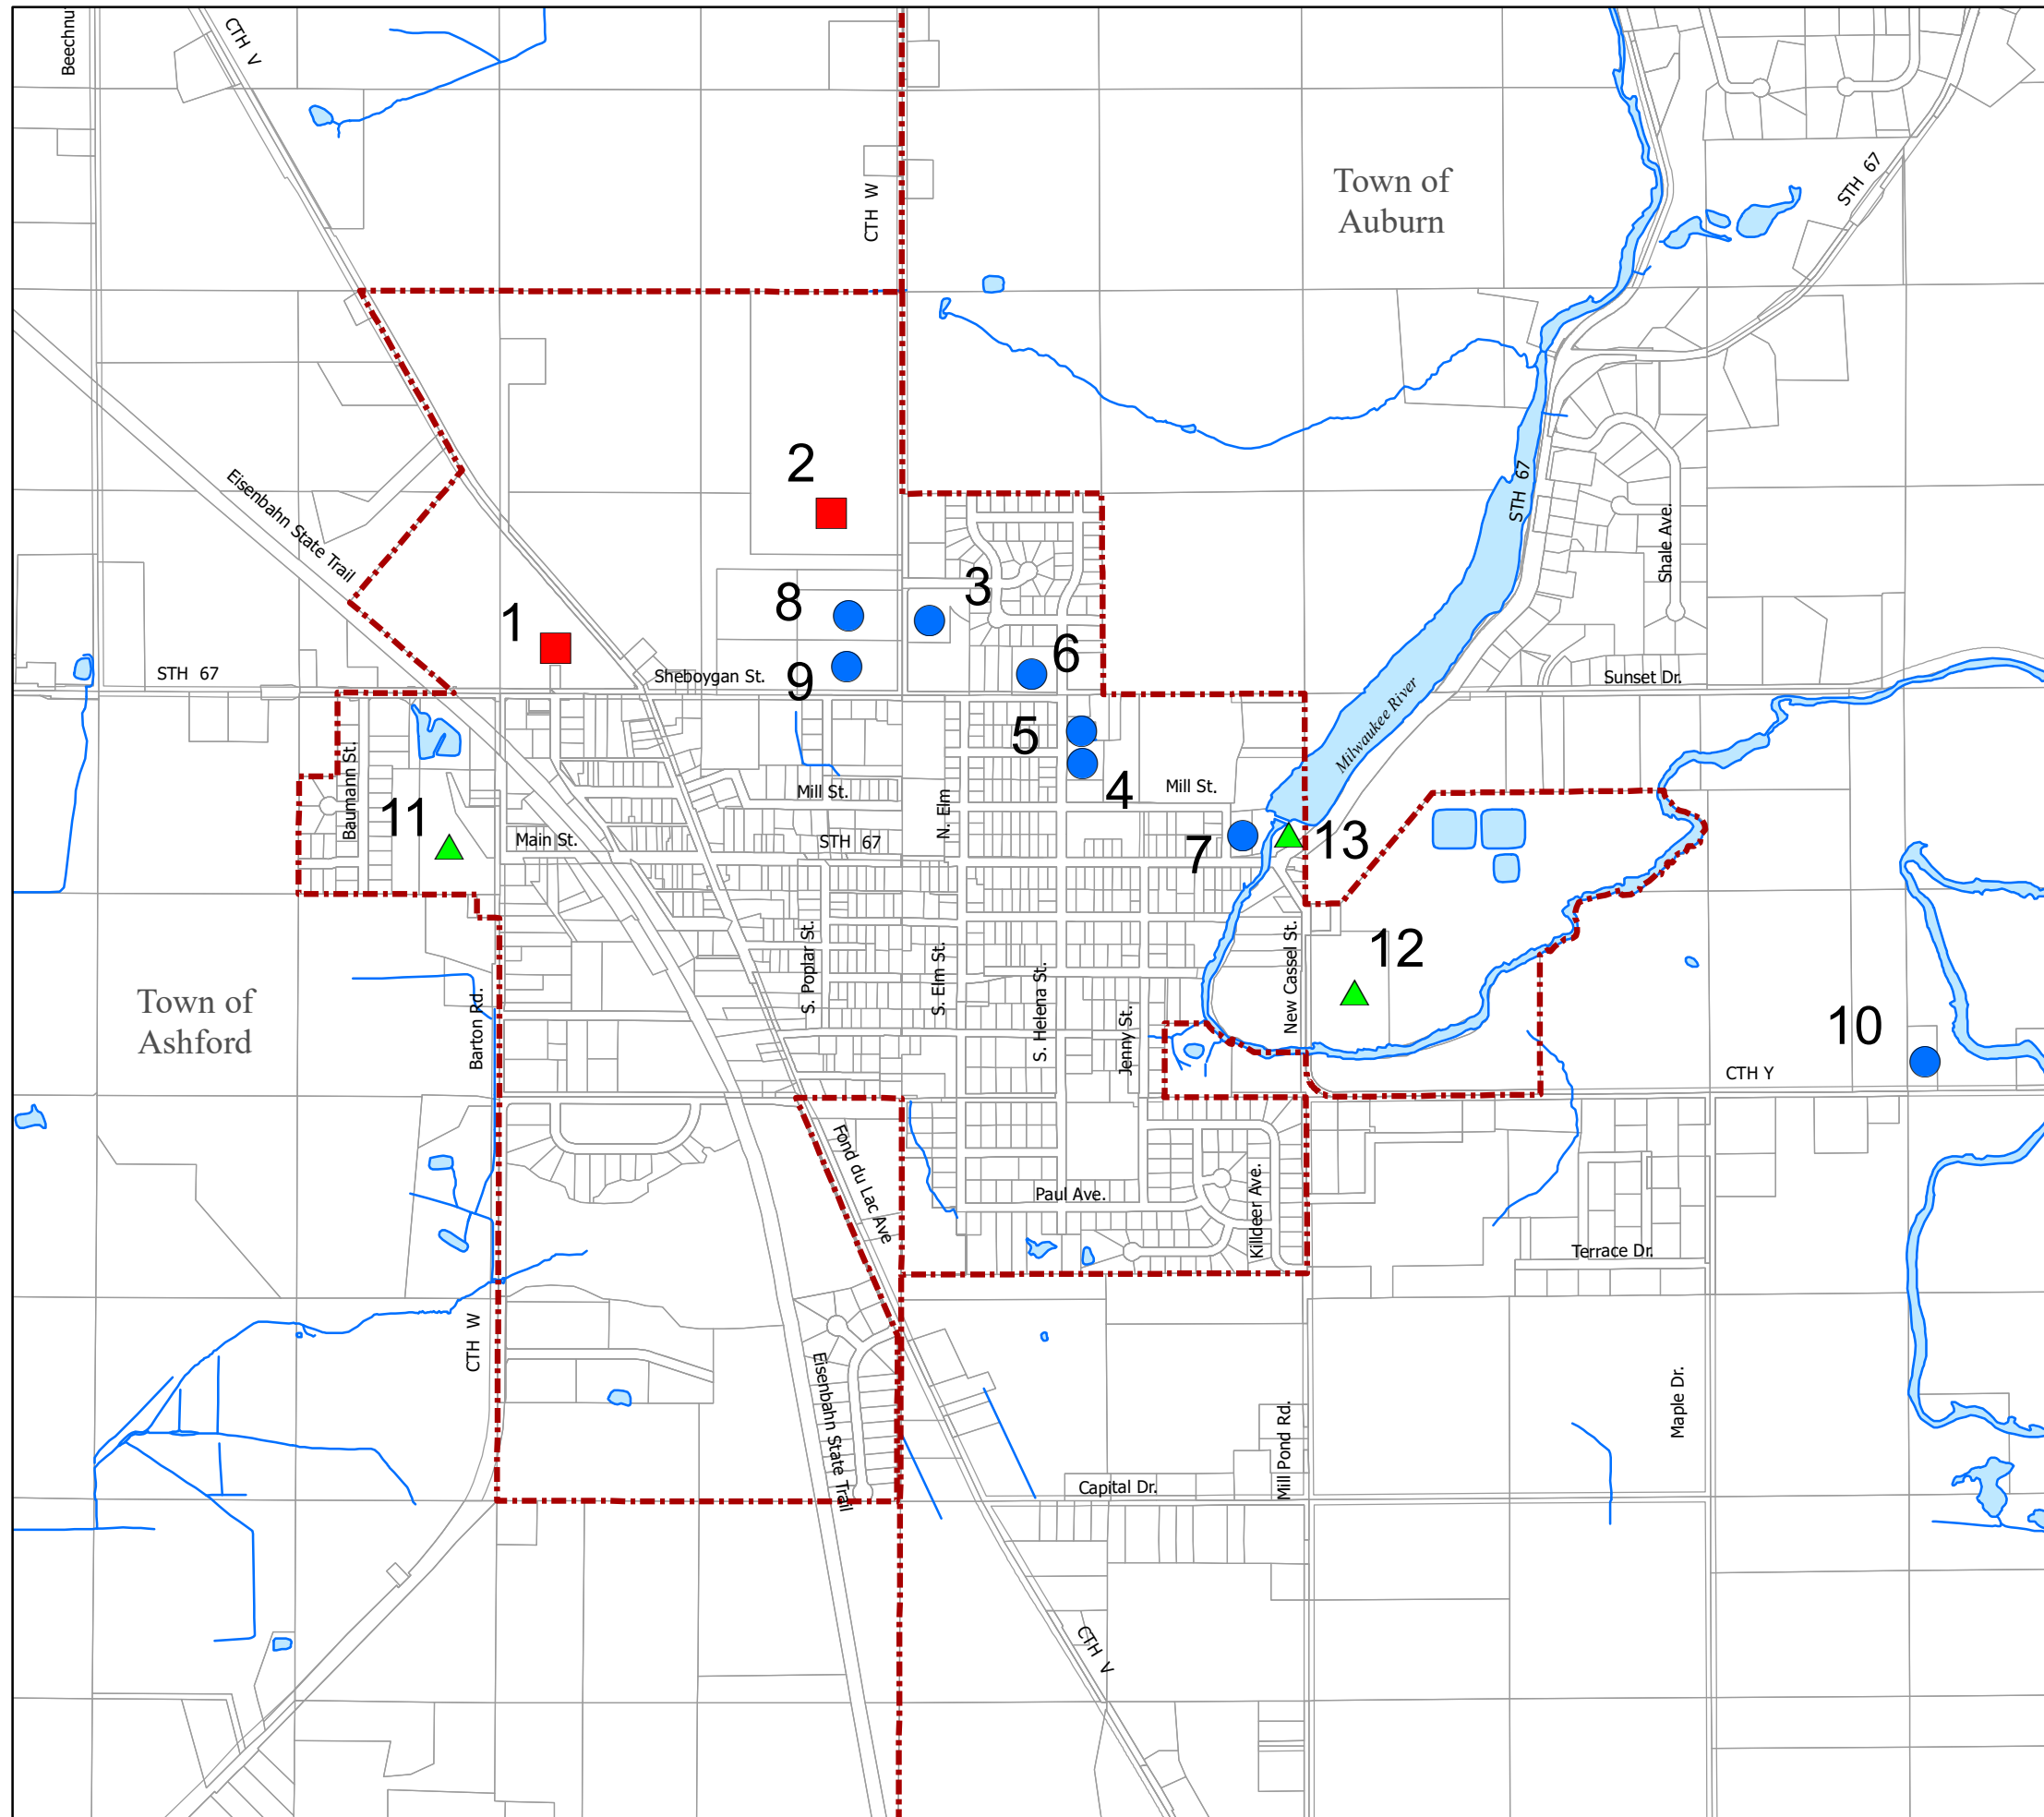 Beechnu
CTH V
CTH W
Town of
Auburn
STH 67
2
Eisenbahn State Trail
STH 67
Shale Ave.
8
3
1
6
STH 67
9
Sheboygan St.
Sunset Dr.
Milwaukee River
5
Baumann St.
4
Mill St.
Mill St.
11
N. Elm
Main St.
STH 67
7
13
12
S. Poplar St.
S. Elm St.
S. Helena St.
New Cassel St.
Town of
Ashford
Barton Rd.
Jenny St.
10
CTH Y
Fond du Lac Ave
Paul Ave.
Killdeer Ave.
Terrace Dr.
CTH W
Eisenbahn State Trail
Maple Dr.
Mill Pond Rd.
Capital Dr.
CTH V